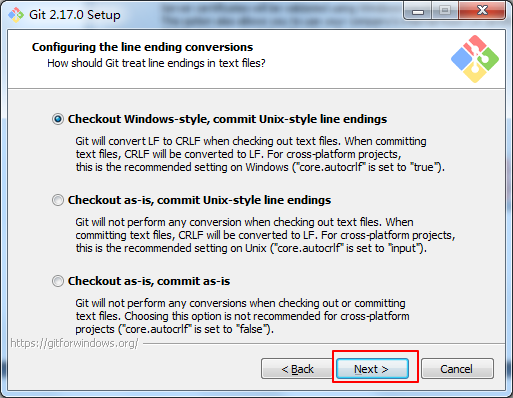 Git 2.17.0 Setup
Configuring the line ending conversions
How should Git treat line endings in text files?
Checkout Windows-style, commit Unix-style line endings
Git will convert LF to CRLF when checking out text files. When committing
text files, CRLF will be converted to LF. For cross-platform projects,
this is the recommended setting on Windows ("core.autocrlf" is set to "true").
Checkout as-is, commit Unix-style line endings
Git will not perform any conversion when checking out text files. When
committing text files, CRLF will be converted to LF. For cross-platform projects,
this is the recommended setting on Unix ("core.autocrlf" is set to "input").
Checkout as-is, commit as-is
Git will not perform any conversions when checking out or committing
text files. Choosing this option is not recommended for cross-platform
projects ("core.autocrlf" is set to "false").
https://gitforwindows.org/
< Back
Next >
Cancel